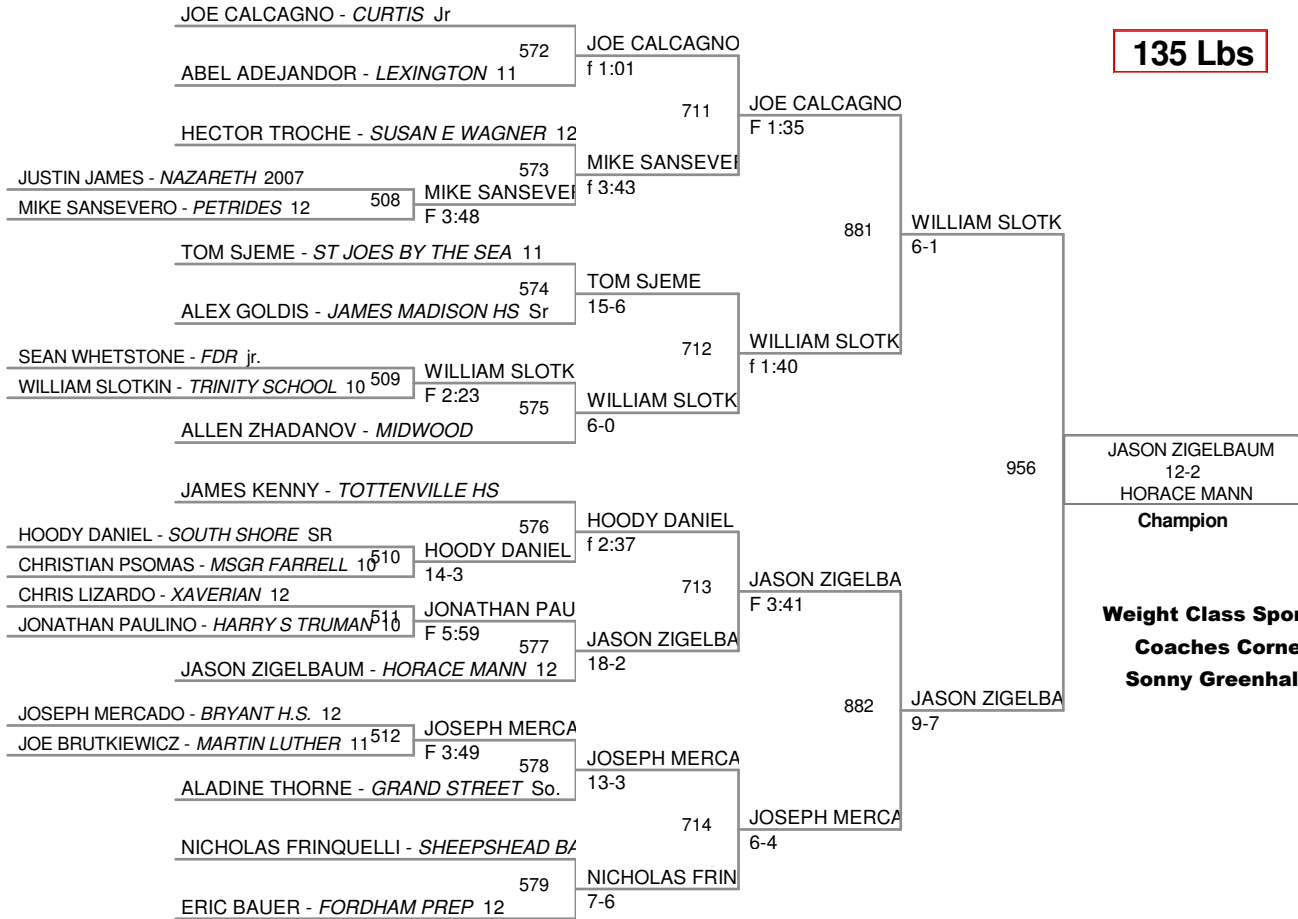 JOE CALCAGNO - CURTIS Jr
572
JOE CALCAGNO
f 1:01
ABEL ADEJANDOR - LEXINGTON 11
135 Lbs
711
JOE CALCAGNO
F 1:35
HECTOR TROCHE - SUSAN E WAGNER 12
573
MIKE SANSEVE
f 3:43
JUSTIN JAMES - NAZARETH 2007
508
MIKE SANSEVE
F 3:48
MIKE SANSEVERO - PETRIDES 12
881
WILLIAM SLOTK
6-1
TOM SJEME - ST JOES BY THE SEA 11
574
TOM SJEME
15-6
ALEX GOLDIS - JAMES MADISON HS Sr
712
WILLIAM SLOTK
f 1:40
SEAN WHETSTONE - FDR jr.
509
WILLIAM SLOTK
F 2:23
WILLIAM SLOTKIN - TRINITY SCHOOL 10
575
WILLIAM SLOTK
6-0
ALLEN ZHADANOV - MIDWOOD
956
JASON ZIGELBAUM
12-2
HORACE MANN
Champion
JAMES KENNY - TOTTENVILLE HS
576
HOODY DANIEL
f 2:37
HOODY DANIEL - SOUTH SHORE SR
510
HOODY DANIEL
14-3
CHRISTIAN PSOMAS - MSGR FARRELL 10
713
JASON ZIGELBA
F 3:41
CHRIS LIZARDO - XAVERIAN 12
511
JONATHAN PAU
F 5:59
JONATHAN PAULINO - HARRY S TRUMAN 10
577
JASON ZIGELBA
18-2
JASON ZIGELBAUM - HORACE MANN 12
Weight Class Spo
Coaches Corne
Sonny Greenhal
882
JASON ZIGELBA
9-7
JOSEPH MERCADO - BRYANT H.S. 12
512
JOSEPH MERCA
F 3:49
JOE BRUTKIEWICZ - MARTIN LUTHER 11
578
JOSEPH MERCA
13-3
ALADINE THORNE - GRAND STREET So.
714
JOSEPH MERCA
6-4
NICHOLAS FRINQUELLI - SHEEPSHEAD BA
579
NICHOLAS FRIN
7-6
ERIC BAUER - FORDHAM PREP 12